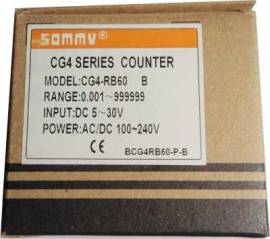 sommy
CG4 SERIES COUNTER
MODEL:CG4-RB60 B
RANGE:0.001~999999
INPUT:DC 5~30V
POWER:AC/DC 100~240V
CE BCG4RB60-P-B